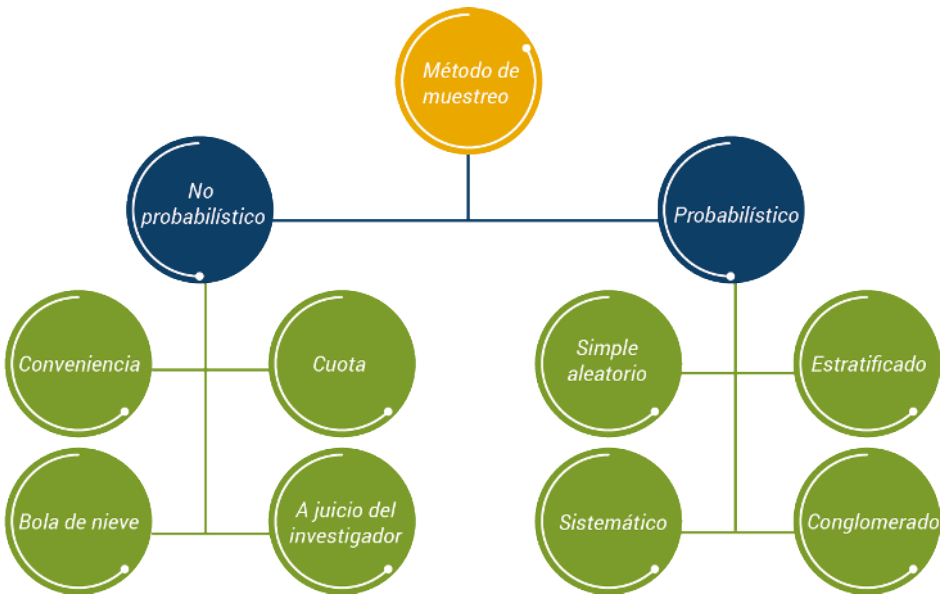 Método de
muestreo
No
probabilístico
Probabilístico
Conveniencia
Cuota
Simple
aleatorio
Estratificado
Bola de nieve
A juicio del
investigador
Sistemático
Conglomerado